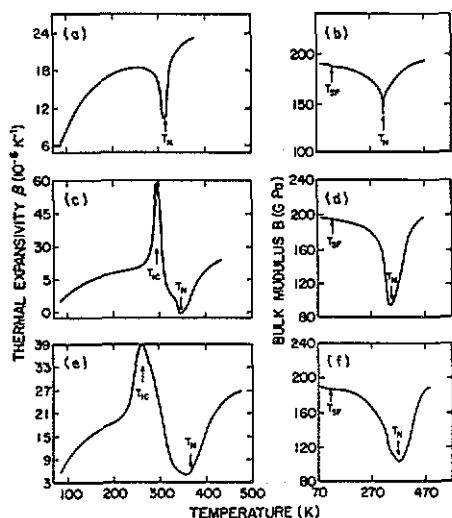 24
18
12
6
(a)
T_N
200
150
100
(b)
T_SF
T_N
60
45
30
5
0
(c)
T_IC
T_N
240
200
160
120
80
(d)
T_SF
T_N
39
33
27
21
15
9
3
(e)
T_IC
T_N
240
200
160
120
80
(f)
T_SF
T_N
100 200 300 400 500
70 270 470
THERMAL EXPANSIVITY β (10⁻⁶ K⁻¹)
BULK MODULUS B (G Pa)
TEMPERATURE (K)